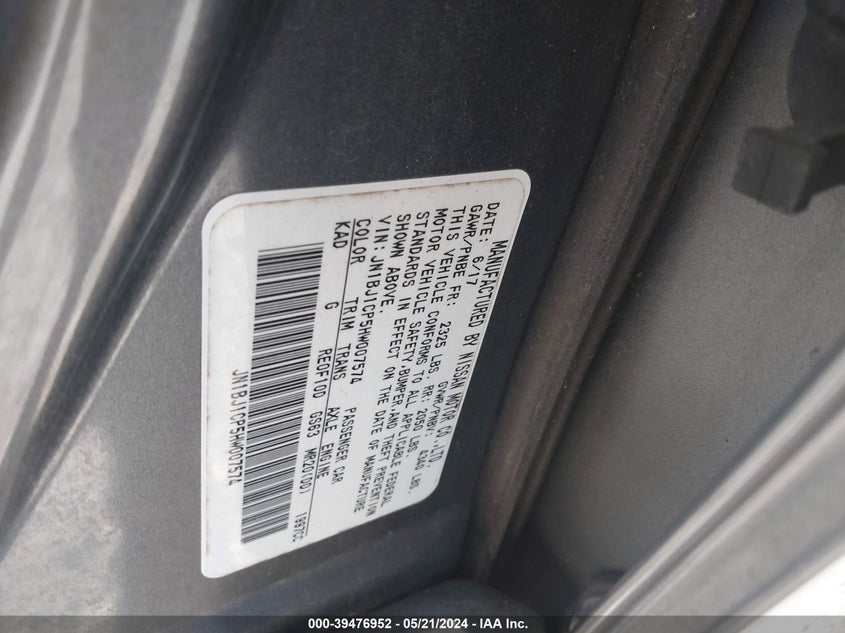 MANUFACTURED BY NISSAN MOTOR CO.,LTD.
DATE: 6/17 GVWR/PNBV: 4340 LBS.
GAWR/PNBE FR: 2325 LBS. RR: 2050 LBS.
THIS VEHICLE CONFORMS TO ALL APPLICABLE FEDERAL
MOTOR VEHICLE SAFETY,BUMPER,AND THEFT PREVENTION
STANDARDS IN EFFECT ON THE DATE OF MANUFACTURE
SHOWN ABOVE.
VIN: JN1BJ1CP5HW007574 PASSENGER CAR
COLOR TRIM TRANS AXLE ENGINE
KAD G RE0F10D GS63 MR20(DD) 1997CC
JN1BJ1CP5HW007574
000-39476952 - 05/21/2024 - IAA Inc.